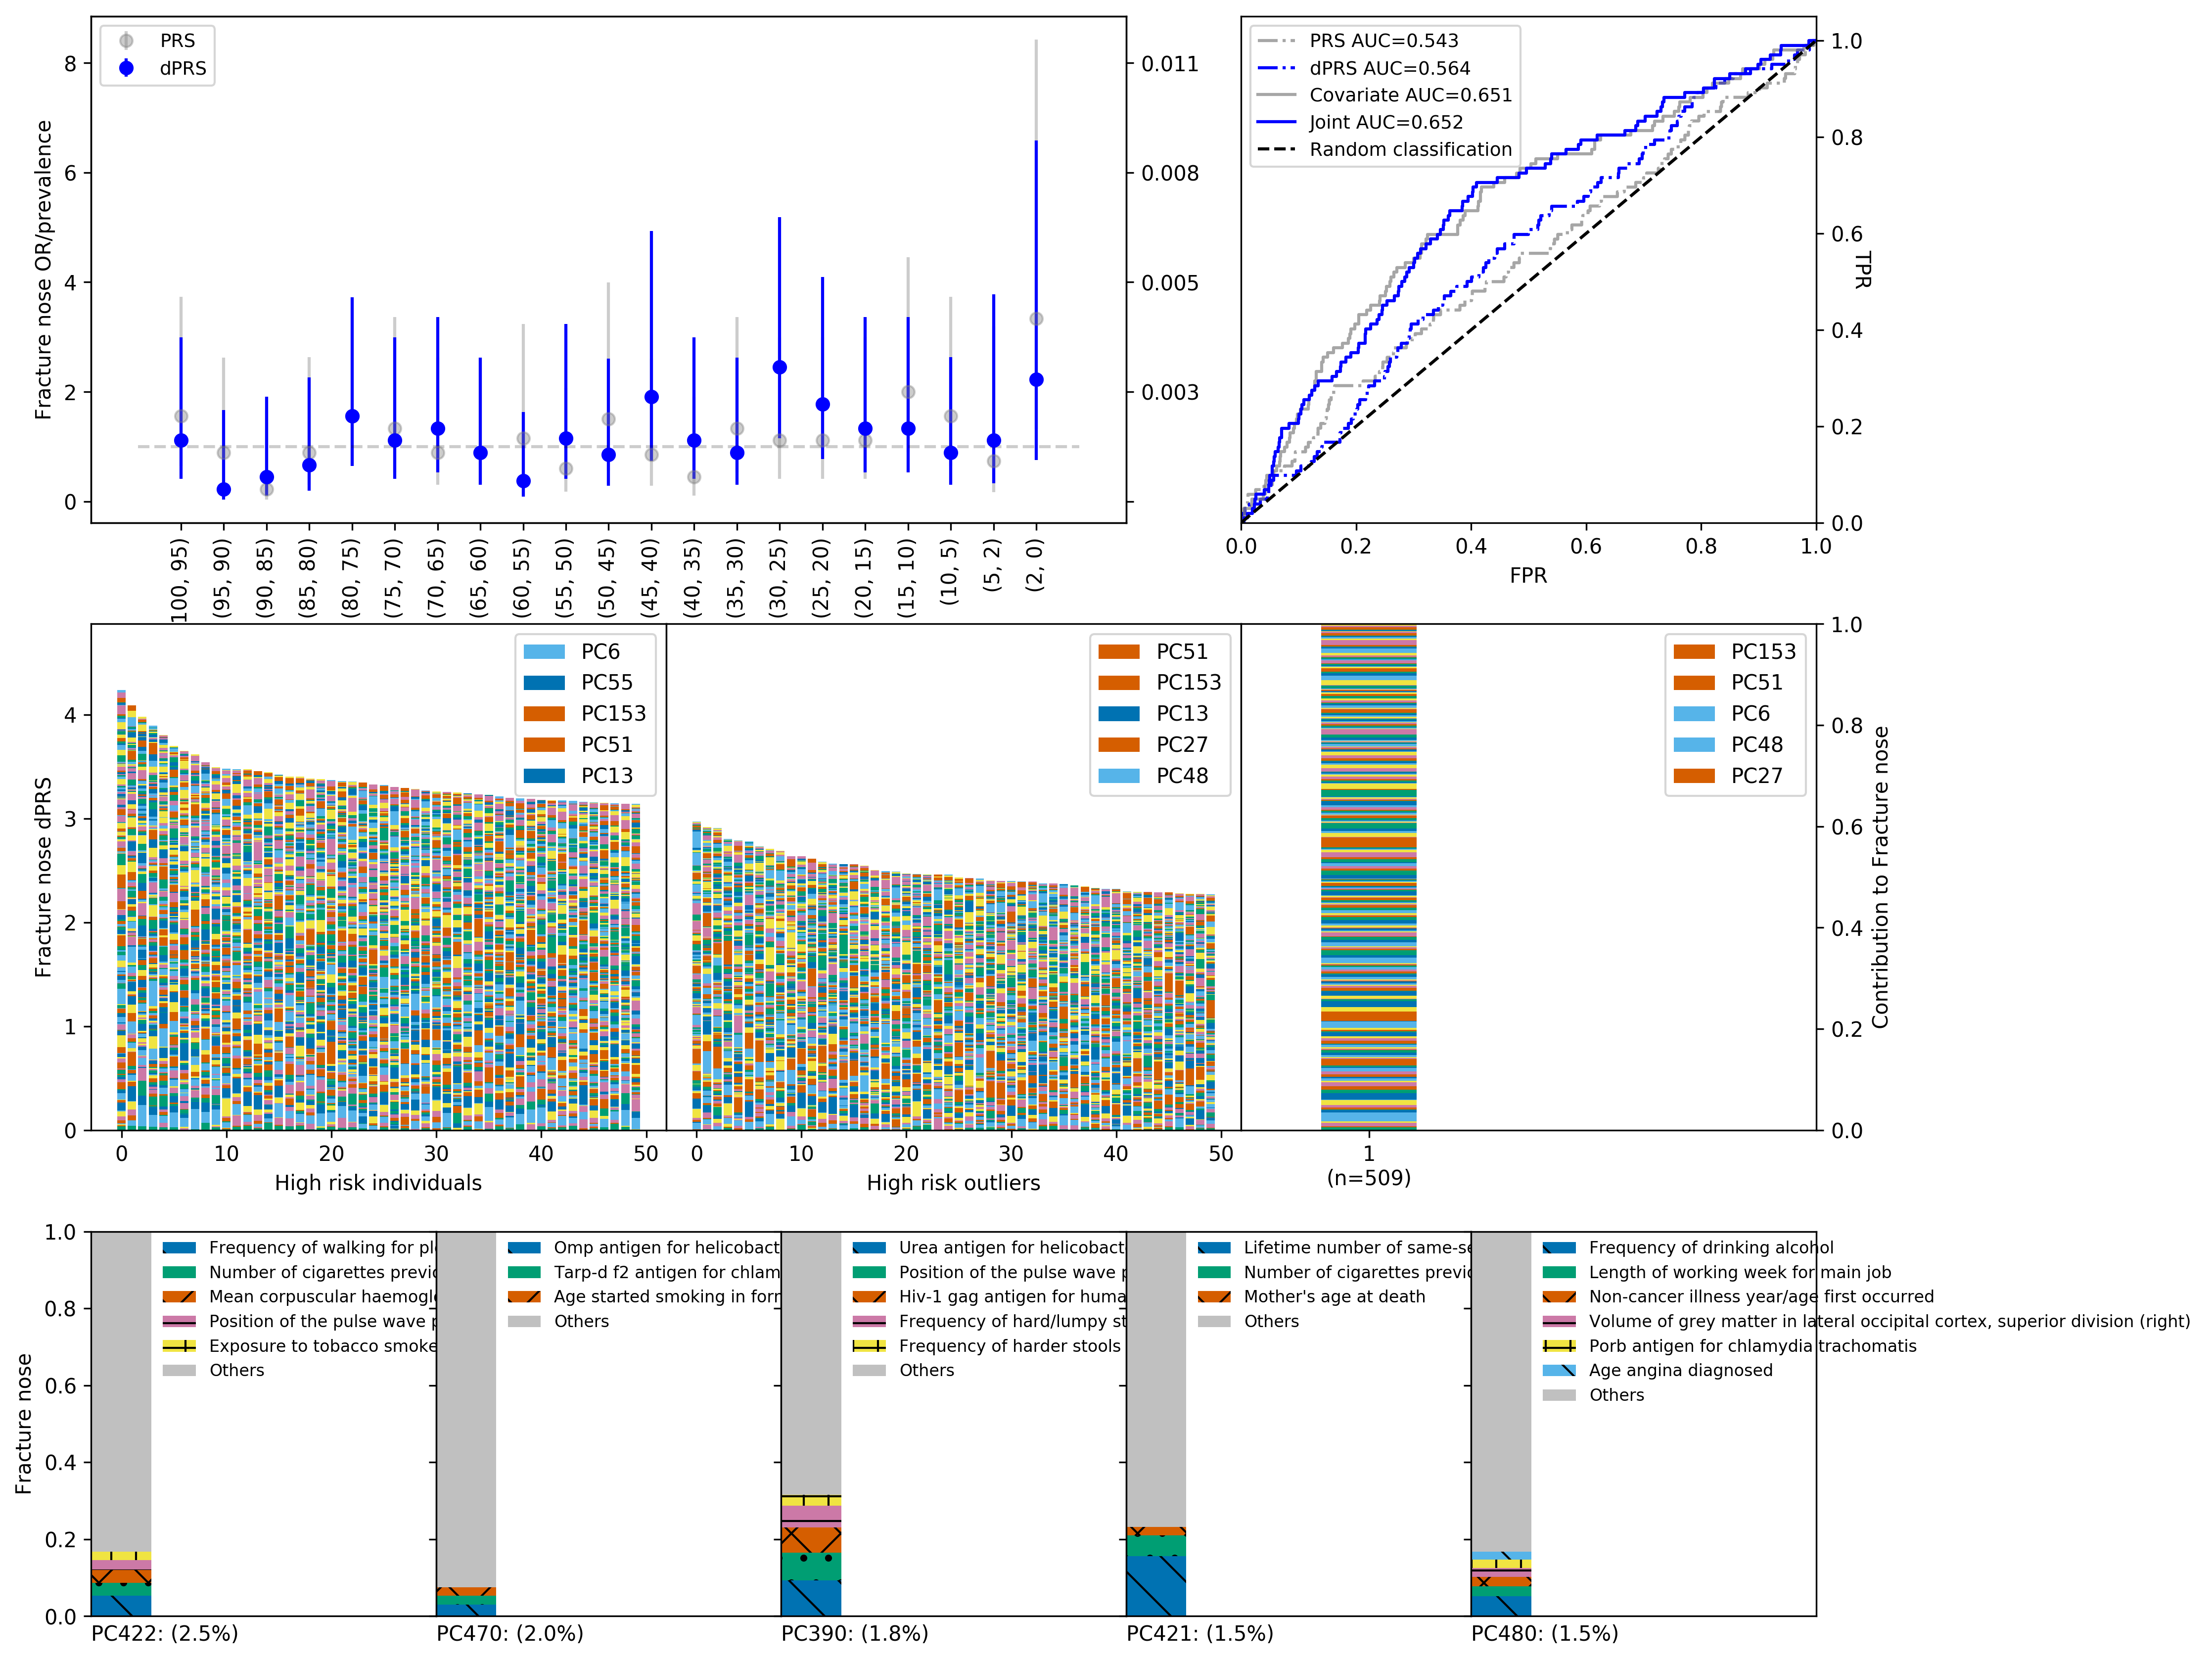 PRS
dPRS
Fracture nose OR/prevalence
8
6
4
2
0
0.011
0.008
0.005
0.003
100, 95)
(95, 90)
(90, 85)
(85, 80)
(80, 75)
(75, 70)
(70, 65)
(65, 60)
(60, 55)
(55, 50)
(50, 45)
(45, 40)
(40, 35)
(35, 30)
(30, 25)
(25, 20)
(20, 15)
(15, 10)
(10, 5)
(5, 2)
(2, 0)
PRS AUC=0.543
dPRS AUC=0.564
Covariate AUC=0.651
Joint AUC=0.652
Random classification
1.0
0.8
0.6
0.4
0.2
0.0
TPR
0.0 0.2 0.4 0.6 0.8 1.0
FPR
Fracture nose dPRS
4
3
2
1
0
PC6
PC55
PC153
PC51
PC13
0 10 20 30 40 50
High risk individuals
PC51
PC153
PC13
PC27
PC48
0 10 20 30 40 50
High risk outliers
PC153
PC51
PC6
PC48
PC27
1
(n=509)
1.0
0.8
0.6
0.4
0.2
0.0
Contribution to Fracture nose
Fracture nose
1.0
0.8
0.6
0.4
0.2
0.0
Frequency of walking for
Number of cigarettes
Mean corpuscular
Position of the pulse wave
Exposure to tobacco smoke
Others
PC422: (2.5%)
Omp antigen for
Tarp-d f2 antigen for
Age started smoking in
Others
PC470: (2.0%)
Urea antigen for
Position of the pulse wave
Hiv-1 gag antigen for
Frequency of hard/lumpy
Frequency of harder stools
Others
PC390: (1.8%)
Lifetime number of
Number of cigarettes
Mother's age at death
Others
PC421: (1.5%)
Frequency of drinking alcohol
Length of working week for main job
Non-cancer illness year/age first occurred
Volume of grey matter in lateral occipital cortex, superior division (right)
Porb antigen for chlamydia trachomatis
Age angina diagnosed
Others
PC480: (1.5%)